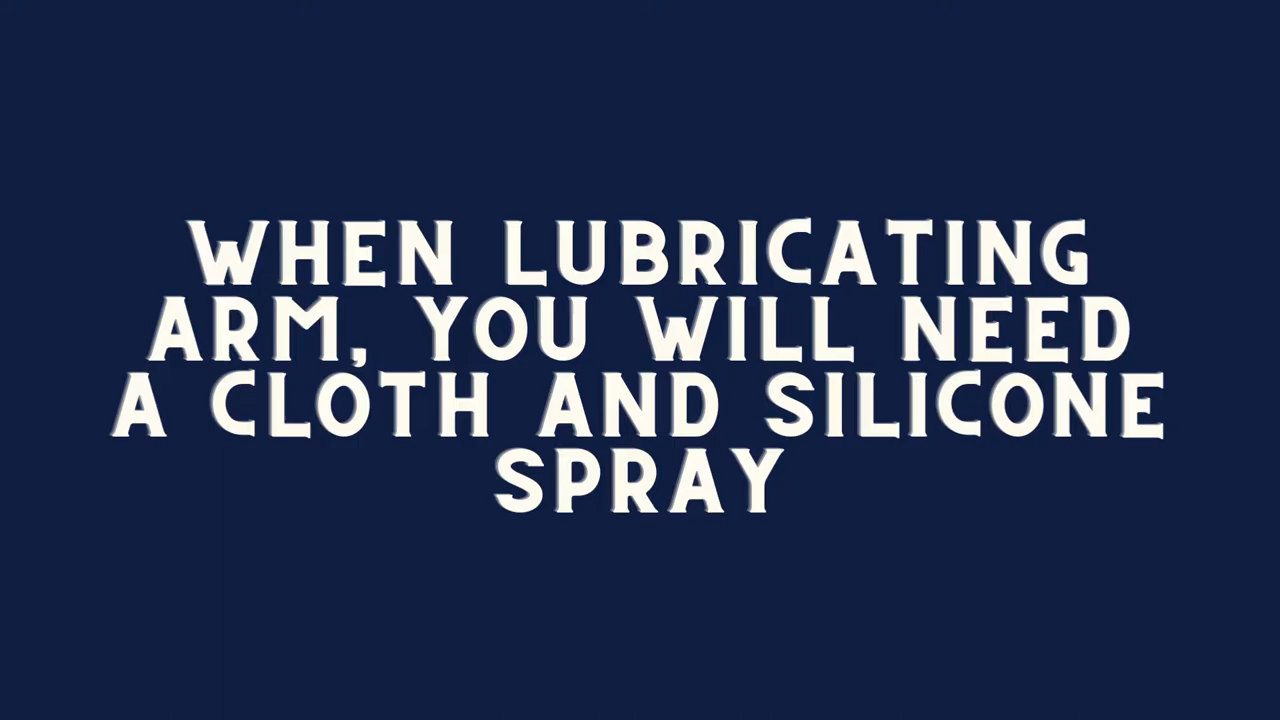 WHEN LUBRICATING
ARM, YOU WILL NEED
A CLOTH AND SILICONE
SPRAY